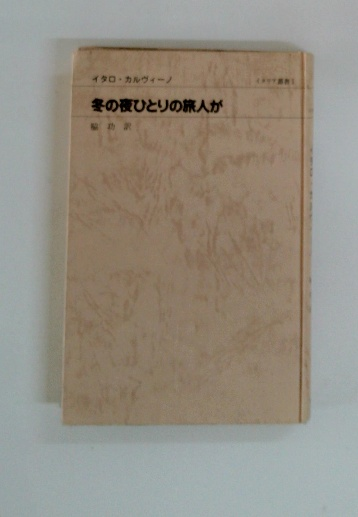 イタロ・カルヴィーノ
イタリア叢書1
冬の夜ひとりの旅人が
脇 功 訳